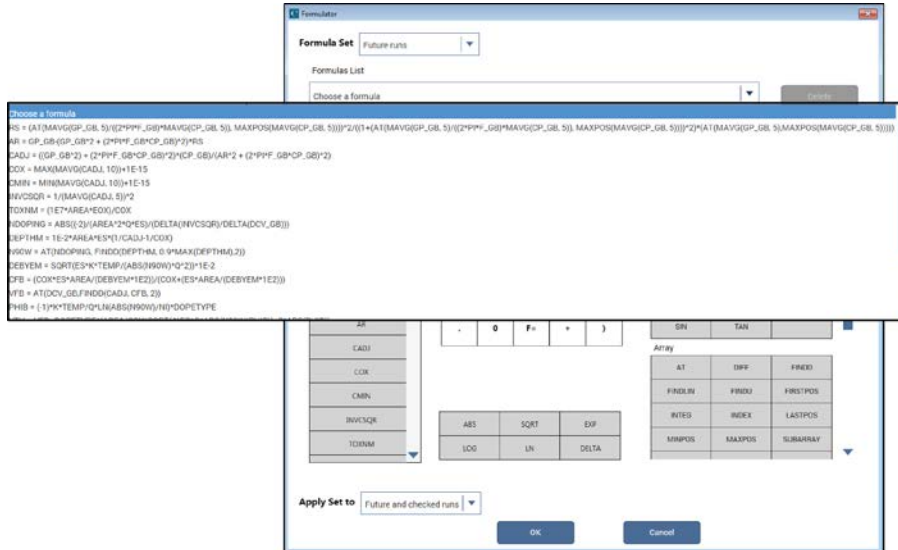 Formulator
Formula Set Future runs
Formulas List
Choose a formula Delete
Choose a formula
RS = (AT(MAVG(GP_GB, 5)/((2*PI*F_GB)*MAVG(CP_GB, 5)), MAXPOS(MAVG(CP_GB, 5))))^2/((1+(AT(MAVG(GP_GB, 5)/((2*PI*F_GB)*MAVG(CP_GB, 5)), MAXPOS(MAVG(CP_GB, 5))))^2)*(AT(MAVG(GP_GB, 5),MAXPOS(MAVG(CP_GB, 5)))))
AR = GP_GB-(GP_GB^2 + (2*PI*F_GB*CP_GB)^2)*RS
CADJ = ((GP_GB^2) + (2*PI*F_GB*CP_GB)^2)*(CP_GB)/(AR^2 + (2*PI*F_GB*CP_GB)^2)
COX = MAX(MAVG(CADJ, 10))+1E-15
CMIN = MIN(MAVG(CADJ, 10))+1E-15
INVCSQR = 1/(MAVG(CADJ, 5))^2
TOXNM = (1E7*AREA*EOX)/COX
NDOPING = ABS((-2)/(AREA^2*Q*ES)/(DELTA(INVCSQR)/DELTA(DCV_GB)))
DEPTHM = 1E-2*AREA*ES*(1/CADJ-1/COX)
N90W = AT(NDOPING, FINDD(DEPTHM, 0.9*MAX(DEPTHM),2))
DEBYEM = SQRT(ES*K*TEMP/(ABS(N90W)*Q^2))*1E-2
CFB = (COX*ES*AREA/(DEBYEM*1E2))/(COX+(ES*AREA/(DEBYEM*1E2)))
VFB = AT(DCV_GB,FINDD(CADJ, CFB, 2))
PHIB = (-1)*K*TEMP/Q*LN(ABS(N90W)/NI)*DOPETYPE
AR . 0 F= + ) SIN TAN
CADJ Array
COX AT DIFF FINDD
CMIN FINDLIN FINDU FIRSTPOS
INVCSQR ABS SQRT EXP INTEG INDEX LASTPOS
TOXNM LOG LN DELTA MINPOS MAXPOS SUBARRAY
Apply Set to Future and checked runs
OK Cancel